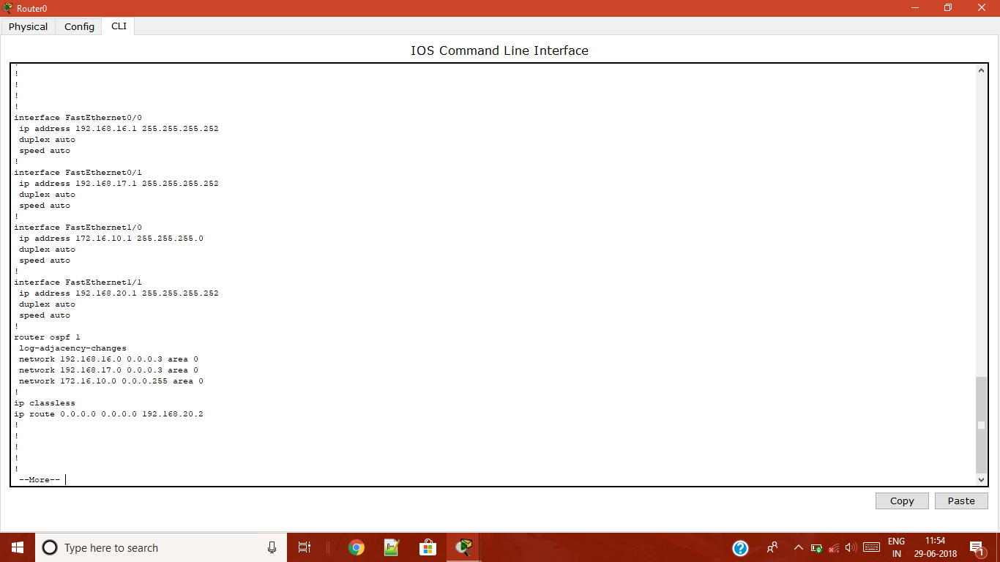 Router0
Physical Config CLI
IOS Command Line Interface
!
!
!
!
interface FastEthernet0/0
ip address 192.168.16.1 255.255.255.252
duplex auto
speed auto
!
interface FastEthernet0/1
ip address 192.168.17.1 255.255.255.252
duplex auto
speed auto
!
interface FastEthernet1/0
ip address 172.16.10.1 255.255.255.0
duplex auto
speed auto
!
interface FastEthernet1/1
ip address 192.168.20.1 255.255.255.252
duplex auto
speed auto
!
router ospf 1
log-adjacency-changes
network 192.168.16.0 0.0.0.3 area 0
network 192.168.17.0 0.0.0.3 area 0
network 172.16.10.0 0.0.0.255 area 0
!
ip classless
ip route 0.0.0.0 0.0.0.0 192.168.20.2
!
!
!
!
!
--More--
Copy Paste
Type here to search
ENG
IN
11:54
29-06-2018
1